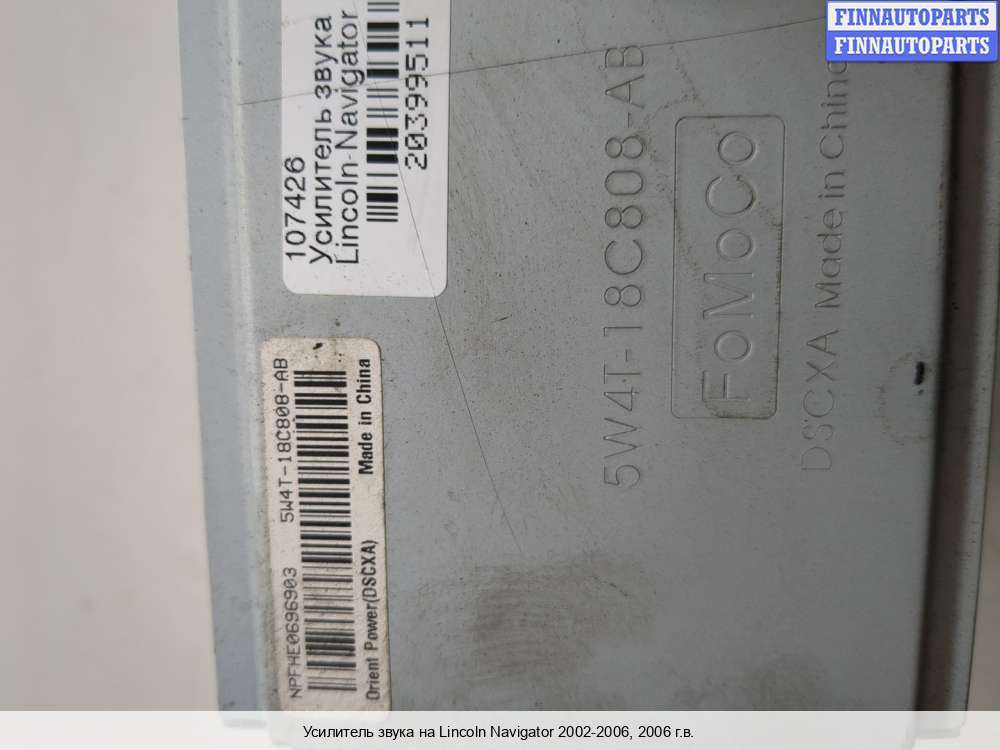 FINNAUTOPARTS
FINNAUTOPARTS
107426
Усилитель звука
Lincoln-Navigator
203999511
NPFHE0696903 5W4T-18C808-AB
Orient Power(DSCXA) Made in China
5W4T-18C808-AB
FoMoCo
DSCXA Made in China
Усилитель звука на Lincoln Navigator 2002-2006, 2006 г.в.